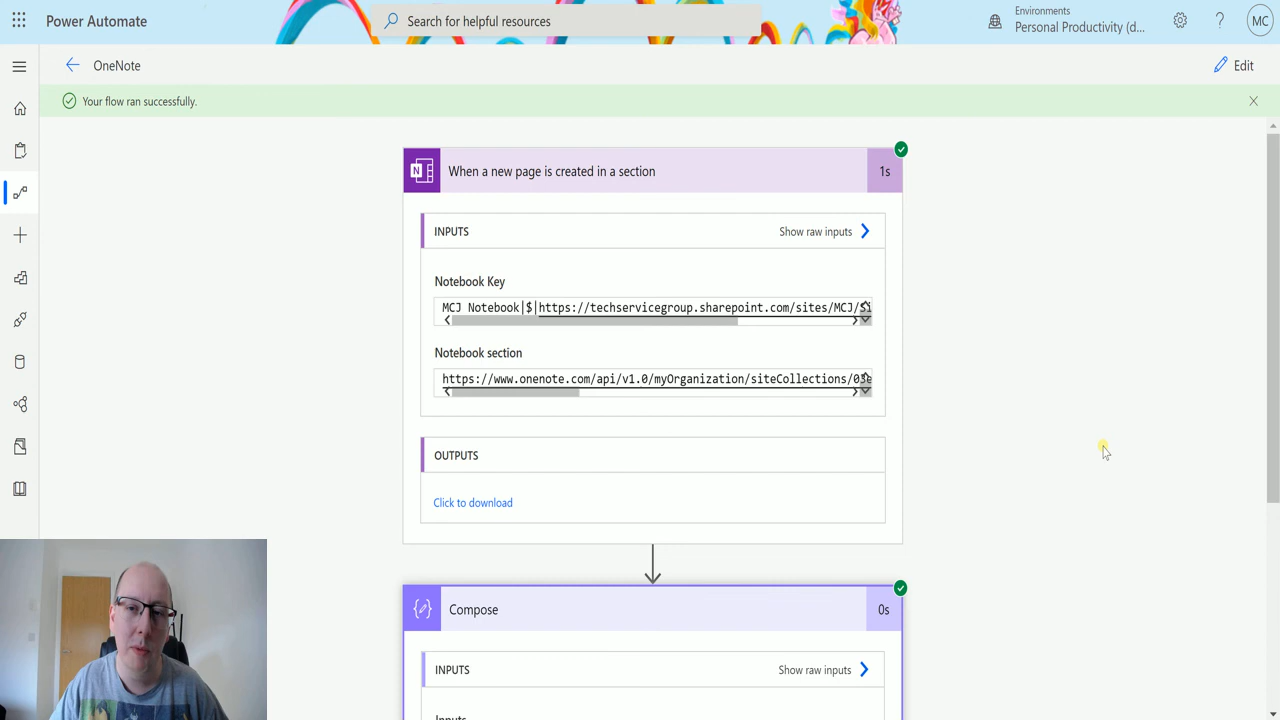 Power Automate
Search for helpful resources
Environments
Personal Productivity (d...
MC
OneNote
Edit
Your flow ran successfully.
When a new page is created in a section
1s
INPUTS
Show raw inputs
Notebook Key
MCJ Notebook|$|https://techservicegroup.sharepoint.com/sites/MCJ/Si
Notebook section
https://www.onenote.com/api/v1.0/myOrganization/siteCollections/03e
OUTPUTS
Click to download
Compose
0s
INPUTS
Show raw inputs
Inputs